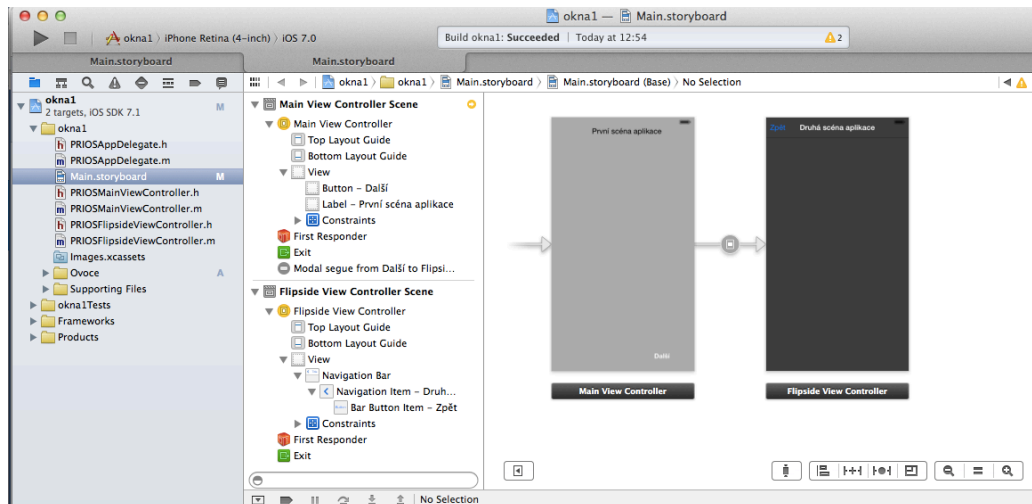 okna1 — Main.storyboard
okna1 〉 iPhone Retina (4-inch) 〉 iOS 7.0
Build okna1: Succeeded | Today at 12:54
2
Main.storyboard
Main.storyboard
okna1 〉 okna1 〉 Main.storyboard 〉 Main.storyboard (Base) 〉 No Selection
okna1
M
2 targets, iOS SDK 7.1
okna1
PRIOSAppDelegate.h
PRIOSAppDelegate.m
Main.storyboard
M
PRIOSMainViewController.h
PRIOSMainViewController.m
PRIOSFlipsideViewController.h
PRIOSFlipsideViewController.m
Images.xcassets
Ovoce
A
Supporting Files
okna1Tests
Frameworks
Products
Main View Controller Scene
Main View Controller
Top Layout Guide
Bottom Layout Guide
View
Button – Další
Label – První scéna aplikace
Constraints
First Responder
Exit
Modal segue from Další to Flipsi...
Flipside View Controller Scene
Flipside View Controller
Top Layout Guide
Bottom Layout Guide
View
Navigation Bar
Navigation Item – Druh...
Bar Button Item – Zpět
Constraints
First Responder
Exit
První scéna aplikace
Další
Main View Controller
Zpět
Druhá scéna aplikace
Flipside View Controller
No Selection